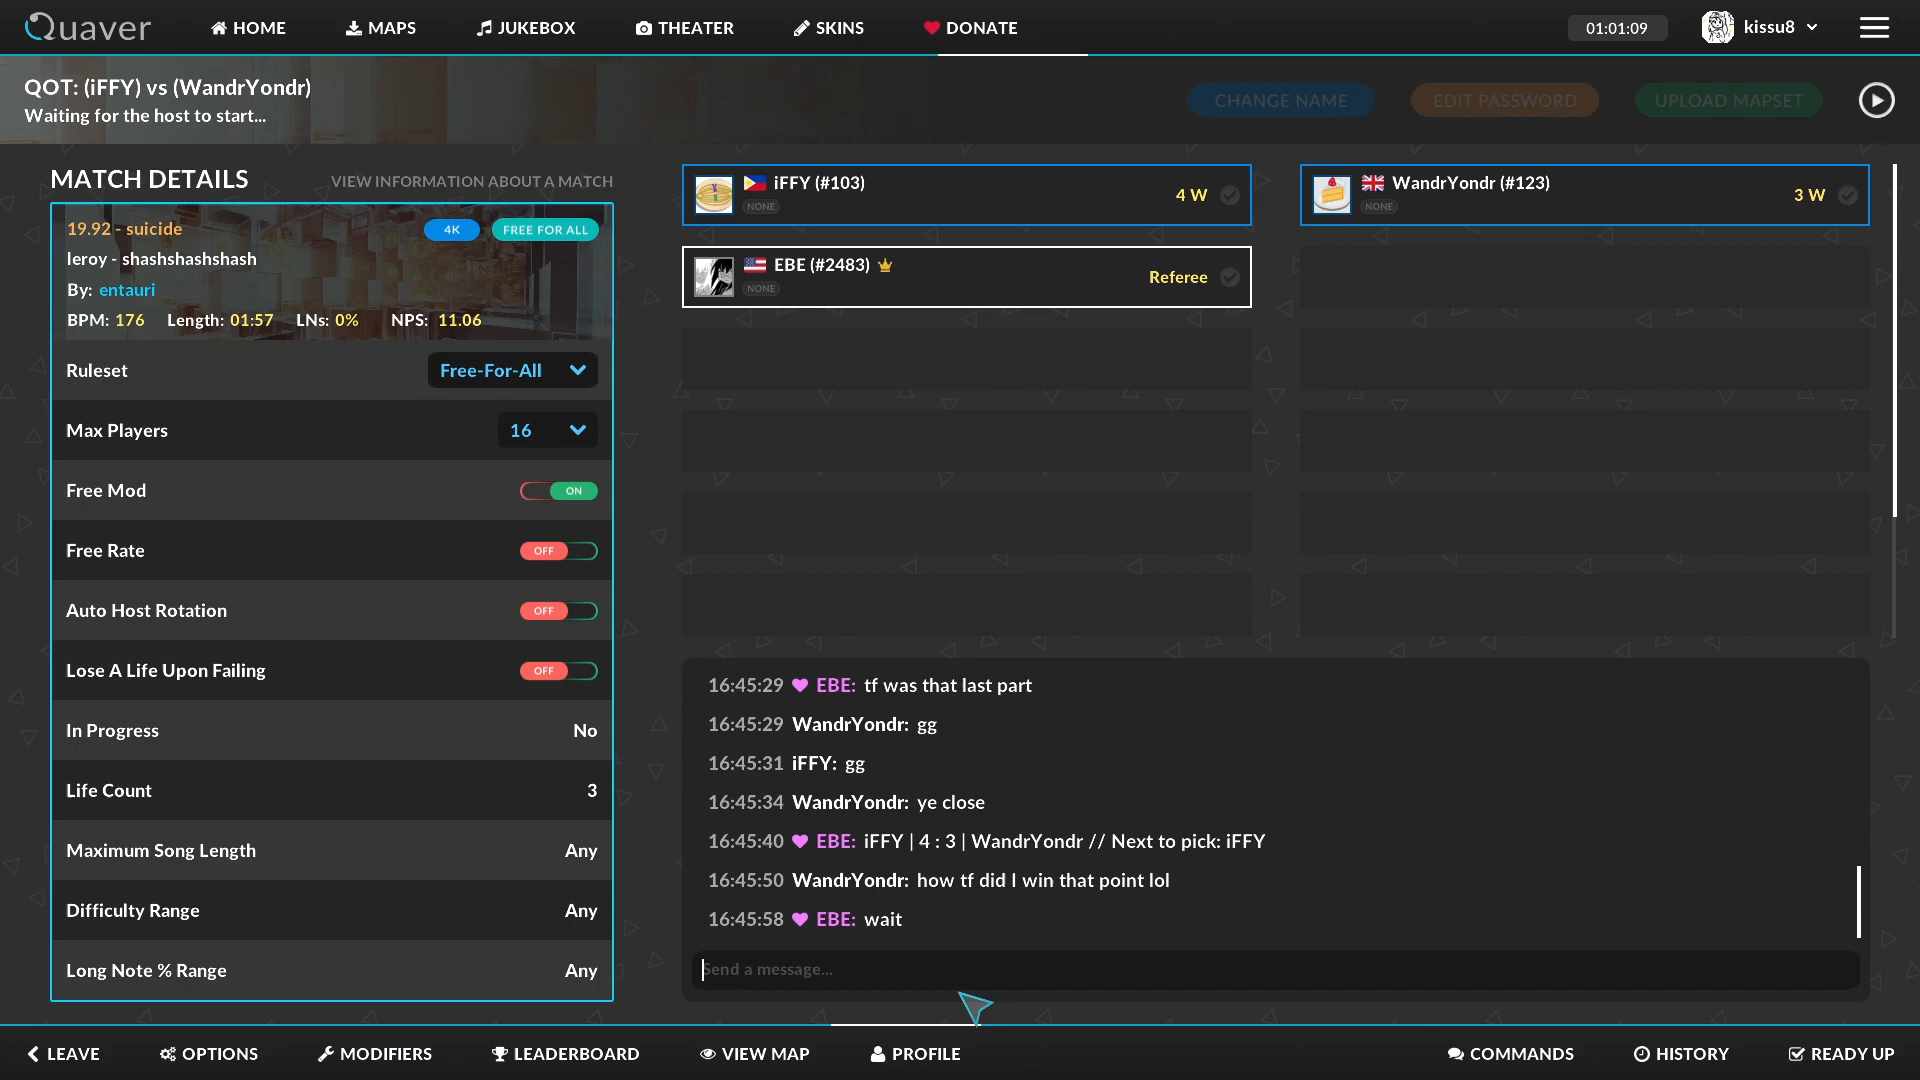 Quaver
HOME
MAPS
JUKEBOX
THEATER
SKINS
DONATE
01:01:09
kissu8
QOT: (iFFY) vs (WandrYondr)
Waiting for the host to start...
CHANGE NAME
EDIT PASSWORD
UPLOAD MAPSET
MATCH DETAILS
VIEW INFORMATION ABOUT A MATCH
19.92 - suicide
4K
FREE FOR ALL
leroy - shashshashshash
By: entauri
BPM: 176 Length: 01:57 LNs: 0% NPS: 11.06
Ruleset
Free-For-All
Max Players
16
Free Mod
ON
Free Rate
OFF
Auto Host Rotation
OFF
Lose A Life Upon Failing
OFF
In Progress
No
Life Count
3
Maximum Song Length
Any
Difficulty Range
Any
Long Note % Range
Any
iFFY (#103)
NONE
4 W
WandrYondr (#123)
NONE
3 W
EBE (#2483)
NONE
Referee
16:45:29 EBE: tf was that last part
16:45:29 WandrYondr: gg
16:45:31 iFFY: gg
16:45:34 WandrYondr: ye close
16:45:40 EBE: iFFY | 4 : 3 | WandrYondr // Next to pick: iFFY
16:45:50 WandrYondr: how tf did I win that point lol
16:45:58 EBE: wait
Send a message...
LEAVE
OPTIONS
MODIFIERS
LEADERBOARD
VIEW MAP
PROFILE
COMMANDS
HISTORY
READY UP